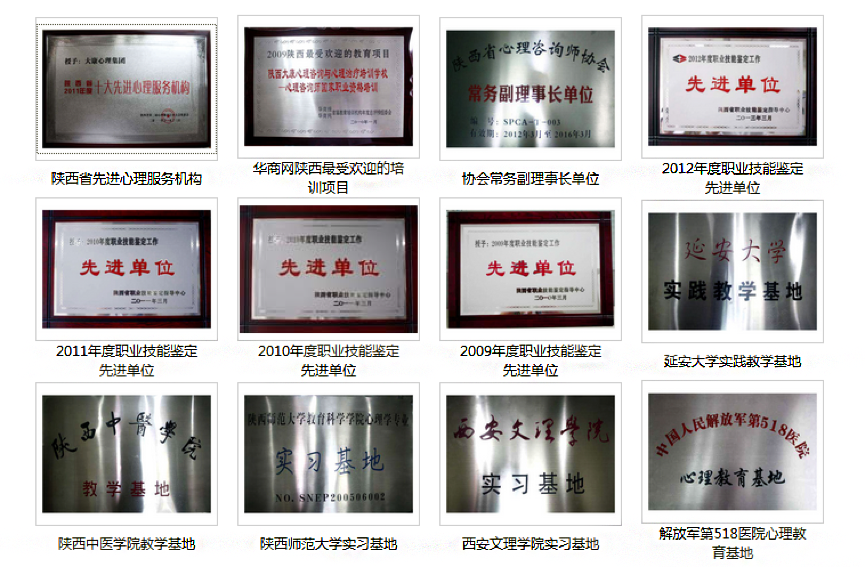 授予：大康心理集团
陕西省
2011年度十大先进心理服务机构
2009陕西最受欢迎的教育项目
陕西大康心理咨询与心理治疗培训学校
—心理咨询师国家职业资格培训
陕西省心理咨询师协会
常务副理事长单位
编 号：SPCA-T-003
有效期：2012年3月至2016年3月
2012年度职业技能鉴定工作
先进单位
陕西省职业技能鉴定指导中心
二〇一三年三月
陕西省先进心理服务机构
华商网陕西最受欢迎的培
训项目
协会常务副理事长单位
2012年度职业技能鉴定
先进单位
授予：2010年度职业技能鉴定工作
先进单位
陕西省职业技能鉴定指导中心
二〇一一年三月
授予：2010年度职业技能鉴定工作
先进单位
陕西省职业技能鉴定指导中心
二〇一一年三月
授予：2009年度职业技能鉴定工作
先进单位
陕西省职业技能鉴定指导中心
二〇一〇年三月
延安大学
实践教学基地
2011年度职业技能鉴定
先进单位
2010年度职业技能鉴定
先进单位
2009年度职业技能鉴定
先进单位
延安大学实践教学基地
陕西中醫学院
教学基地
陕西师范大学教育科学学院心理学专业
实习基地
NO. SNEP200506002
西安文理学院
实习基地
中国人民解放军第518医院
心理教育基地
陕西中医学院教学基地
陕西师范大学实习基地
西安文理学院实习基地
解放军第518医院心理教
育基地